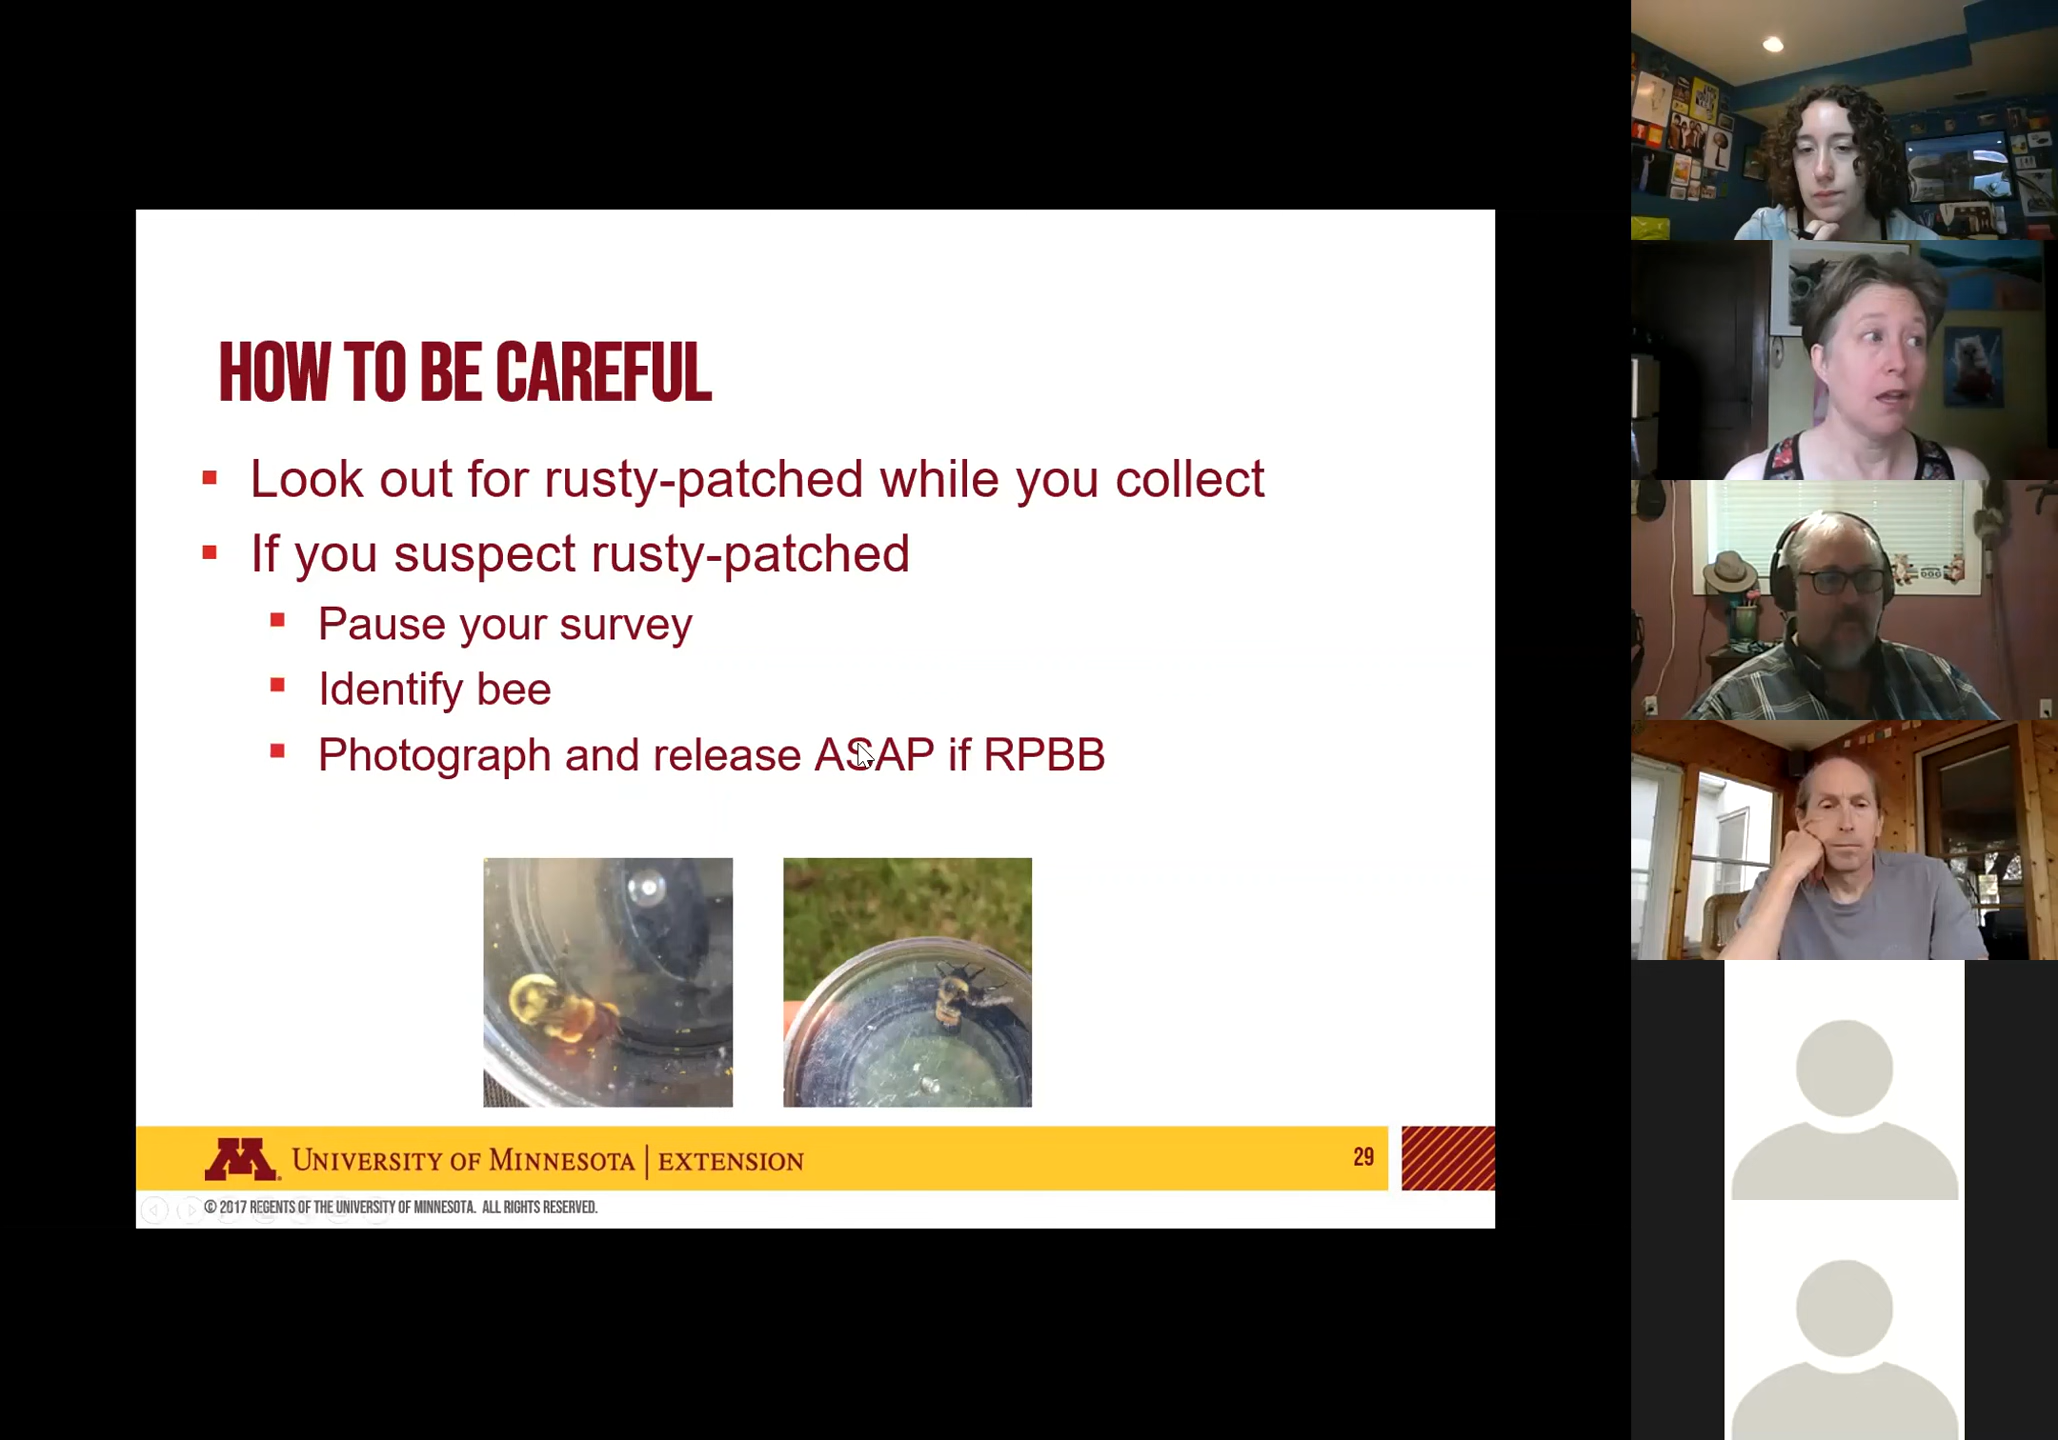 HOW TO BE CAREFUL
Look out for rusty-patched while you collect
If you suspect rusty-patched
Pause your survey
Identify bee
Photograph and release ASAP if RPBB
UNIVERSITY OF MINNESOTA | EXTENSION
29
© 2017 REGENTS OF THE UNIVERSITY OF MINNESOTA. ALL RIGHTS RESERVED.